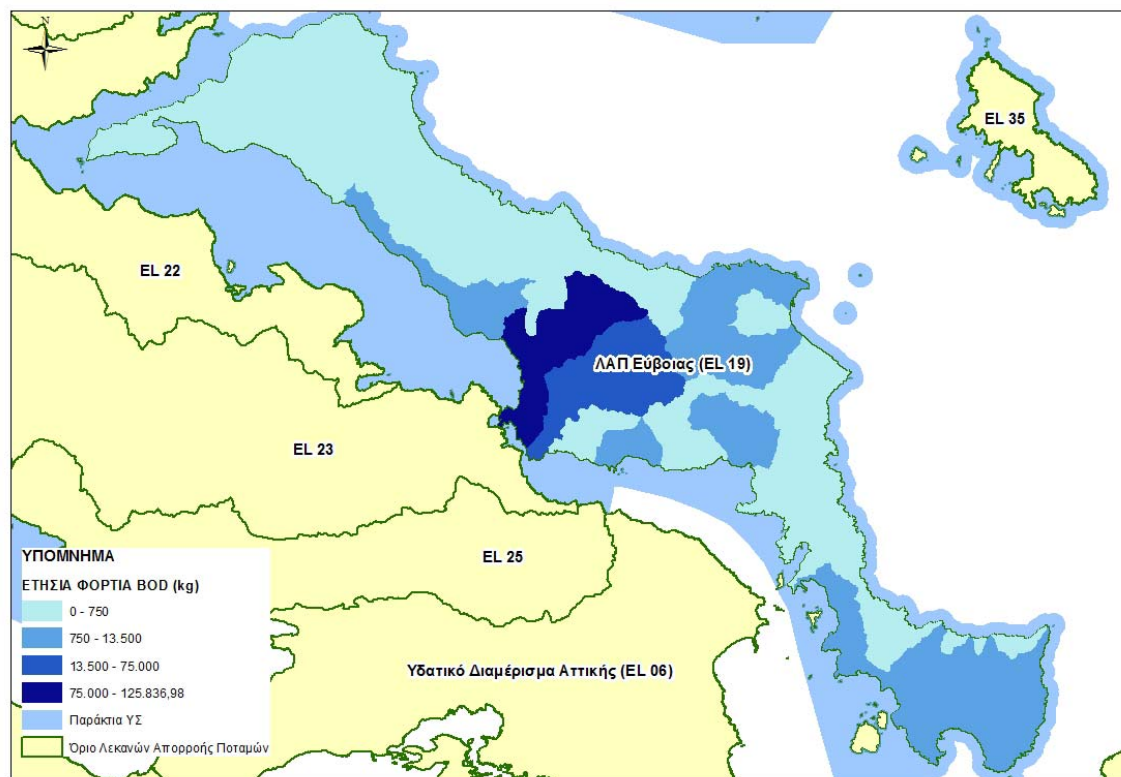 N
EL 35
EL 22
ΛΑΠ Εύβοιας (EL 19)
EL 23
EL 25
Υδατικό Διαμέρισμα Αττικής (EL 06)
ΥΠΟΜΝΗΜΑ
ΕΤΗΣΙΑ ΦΟΡΤΙΑ BOD (kg)
0 - 750
750 - 13.500
13.500 - 75.000
75.000 - 125.836,98
Παράκτια ΥΣ
Όριο Λεκανών Απορροής Ποταμών